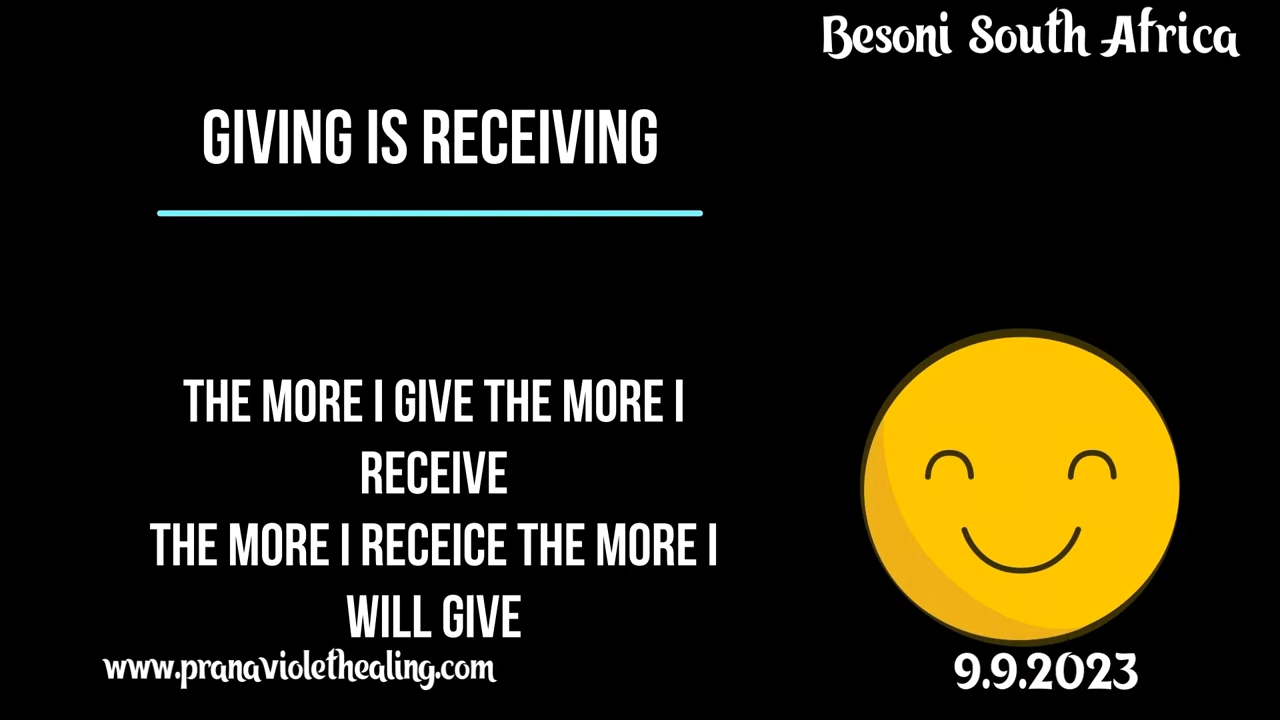 Besoni South Africa
GIVING IS RECEIVING
THE MORE I GIVE THE MORE I
RECEIVE
THE MORE I RECEICE THE MORE I
WILL GIVE
www.pranaviolethealing.com
9.9.2023